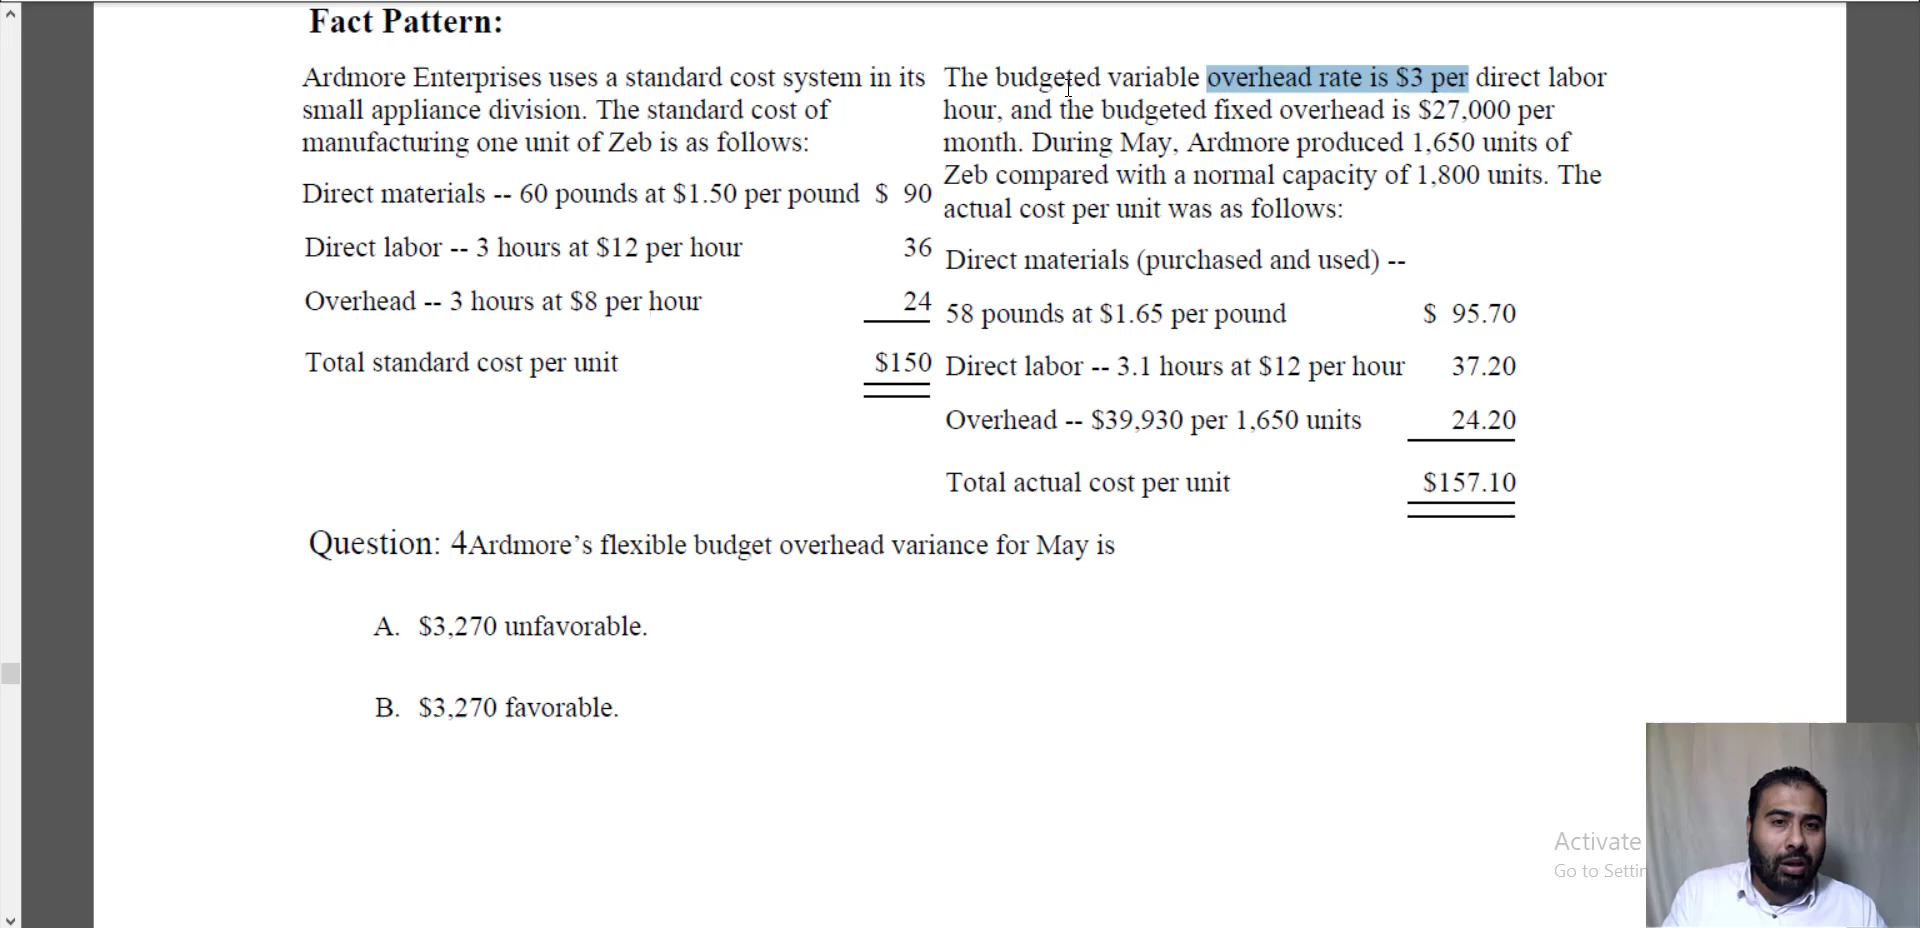 Fact Pattern:
Ardmore Enterprises uses a standard cost system in its
small appliance division. The standard cost of
manufacturing one unit of Zeb is as follows:
Direct materials -- 60 pounds at $1.50 per pound $ 90
Direct labor -- 3 hours at $12 per hour 36
Overhead -- 3 hours at $8 per hour 24
Total standard cost per unit $150
The budgeted variable overhead rate is $3 per direct labor
hour, and the budgeted fixed overhead is $27,000 per
month. During May, Ardmore produced 1,650 units of
Zeb compared with a normal capacity of 1,800 units. The
actual cost per unit was as follows:
Direct materials (purchased and used) --
58 pounds at $1.65 per pound $ 95.70
Direct labor -- 3.1 hours at $12 per hour 37.20
Overhead -- $39,930 per 1,650 units 24.20
Total actual cost per unit $157.10
Question: 4Ardmore’s flexible budget overhead variance for May is
A. $3,270 unfavorable.
B. $3,270 favorable.
Activate
Go to Settin